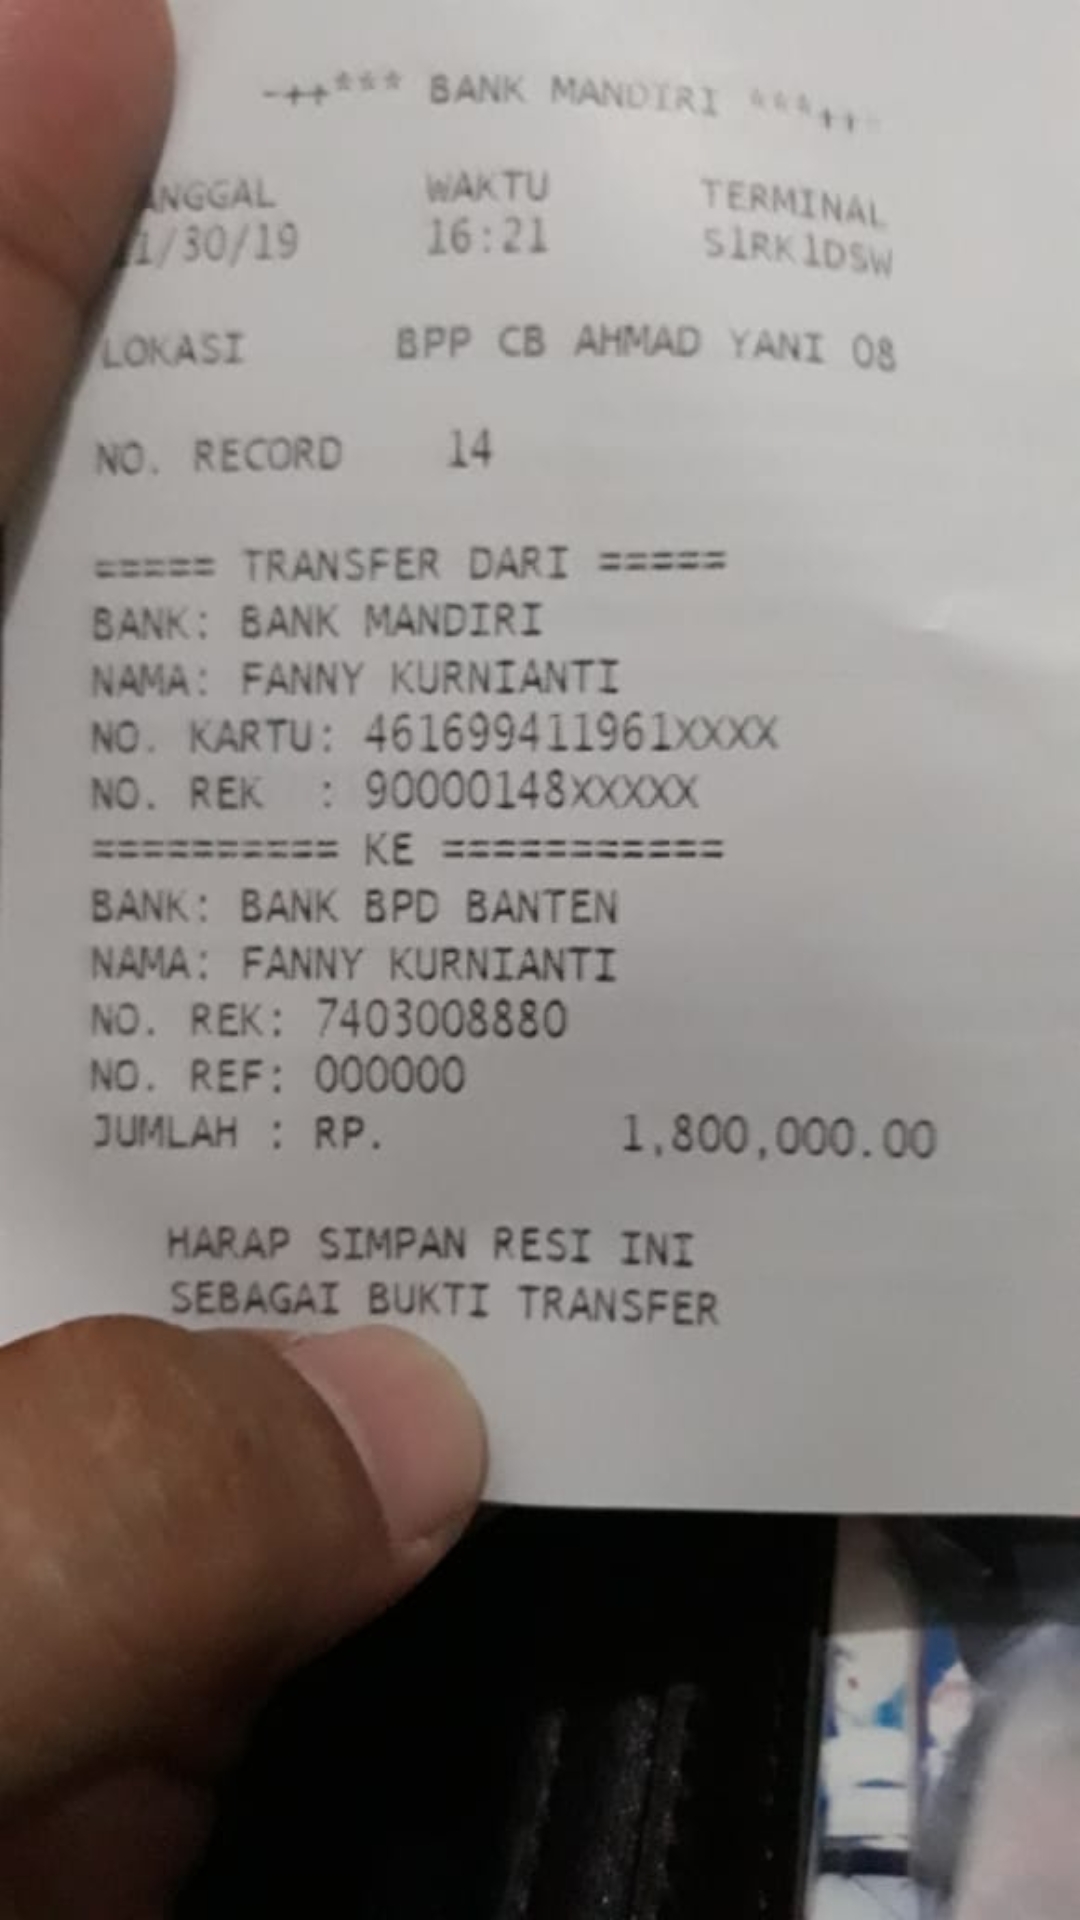 -++*** BANK MANDIRI ***++-
ANGGAL WAKTU TERMINAL
1/30/19 16:21 S1RK1DSW
LOKASI BPP CB AHMAD YANI 08
NO. RECORD 14
===== TRANSFER DARI =====
BANK: BANK MANDIRI
NAMA: FANNY KURNIANTI
NO. KARTU: 461699411961XXXX
NO. REK : 90000148XXXXX
========== KE ===========
BANK: BANK BPD BANTEN
NAMA: FANNY KURNIANTI
NO. REK: 7403008880
NO. REF: 000000
JUMLAH : RP. 1,800,000.00
HARAP SIMPAN RESI INI
SEBAGAI BUKTI TRANSFER